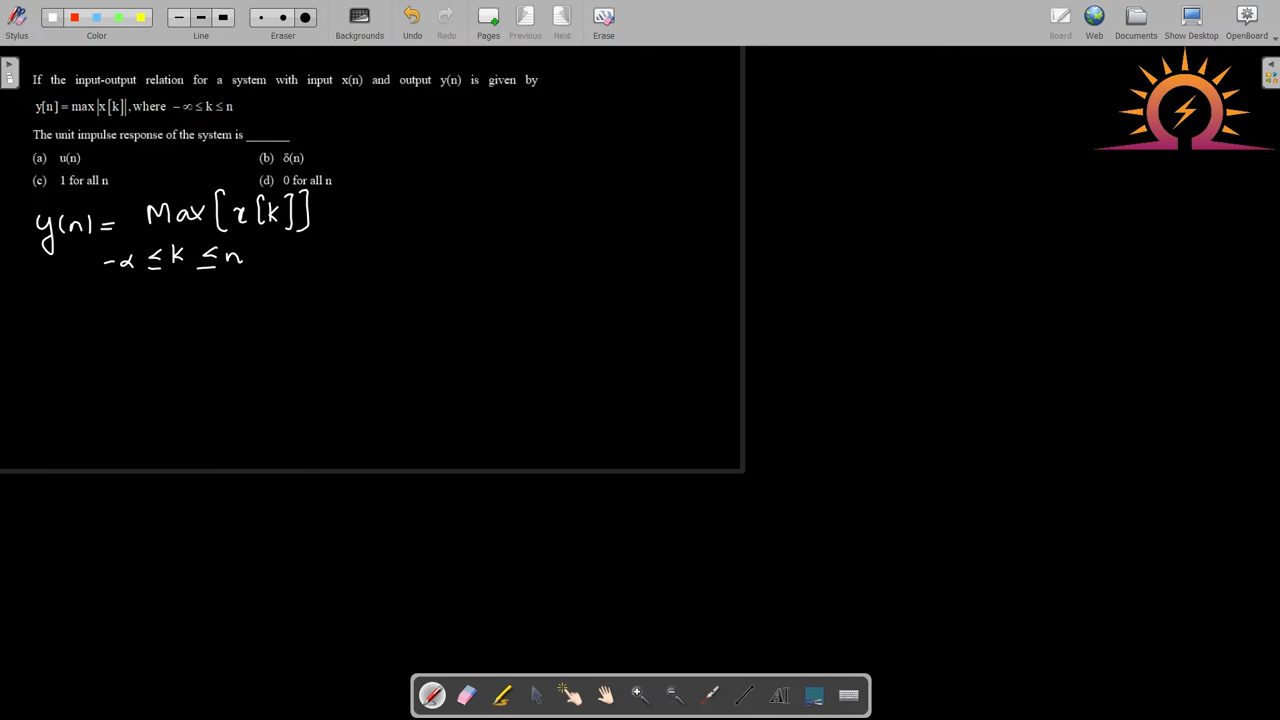 Stylus Color Line Eraser Backgrounds Undo Redo Pages Previous Next Erase Board Web Documents Show Desktop OpenBoard
If the input-output relation for a system with input x(n) and output y(n) is given by
y[n] = max |x[k]|, where − ∞ ≤ k ≤ n
The unit impulse response of the system is ______
(a) u(n) (b) δ(n)
(c) 1 for all n (d) 0 for all n
y(n) = Max[x[k]]
-α ≤ k ≤ n
AI